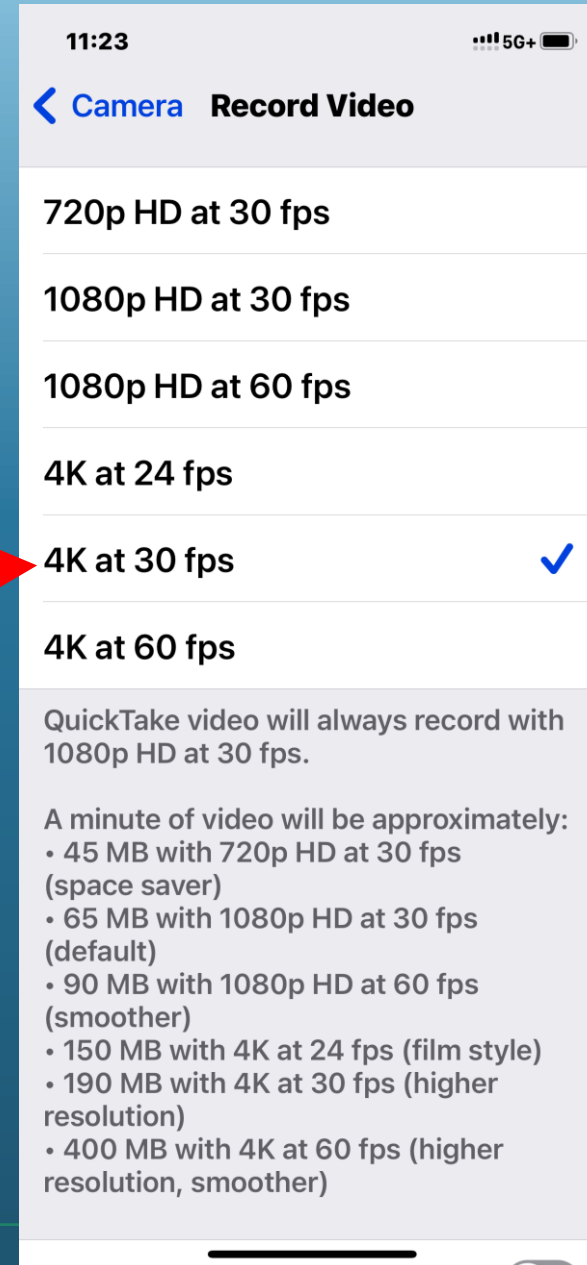 11:23 5G+
Camera Record Video
720p HD at 30 fps
1080p HD at 30 fps
1080p HD at 60 fps
4K at 24 fps
4K at 30 fps
4K at 60 fps
QuickTake video will always record with
1080p HD at 30 fps.
A minute of video will be approximately:
• 45 MB with 720p HD at 30 fps
(space saver)
• 65 MB with 1080p HD at 30 fps
(default)
• 90 MB with 1080p HD at 60 fps
(smoother)
• 150 MB with 4K at 24 fps (film style)
• 190 MB with 4K at 30 fps (higher
resolution)
• 400 MB with 4K at 60 fps (higher
resolution, smoother)